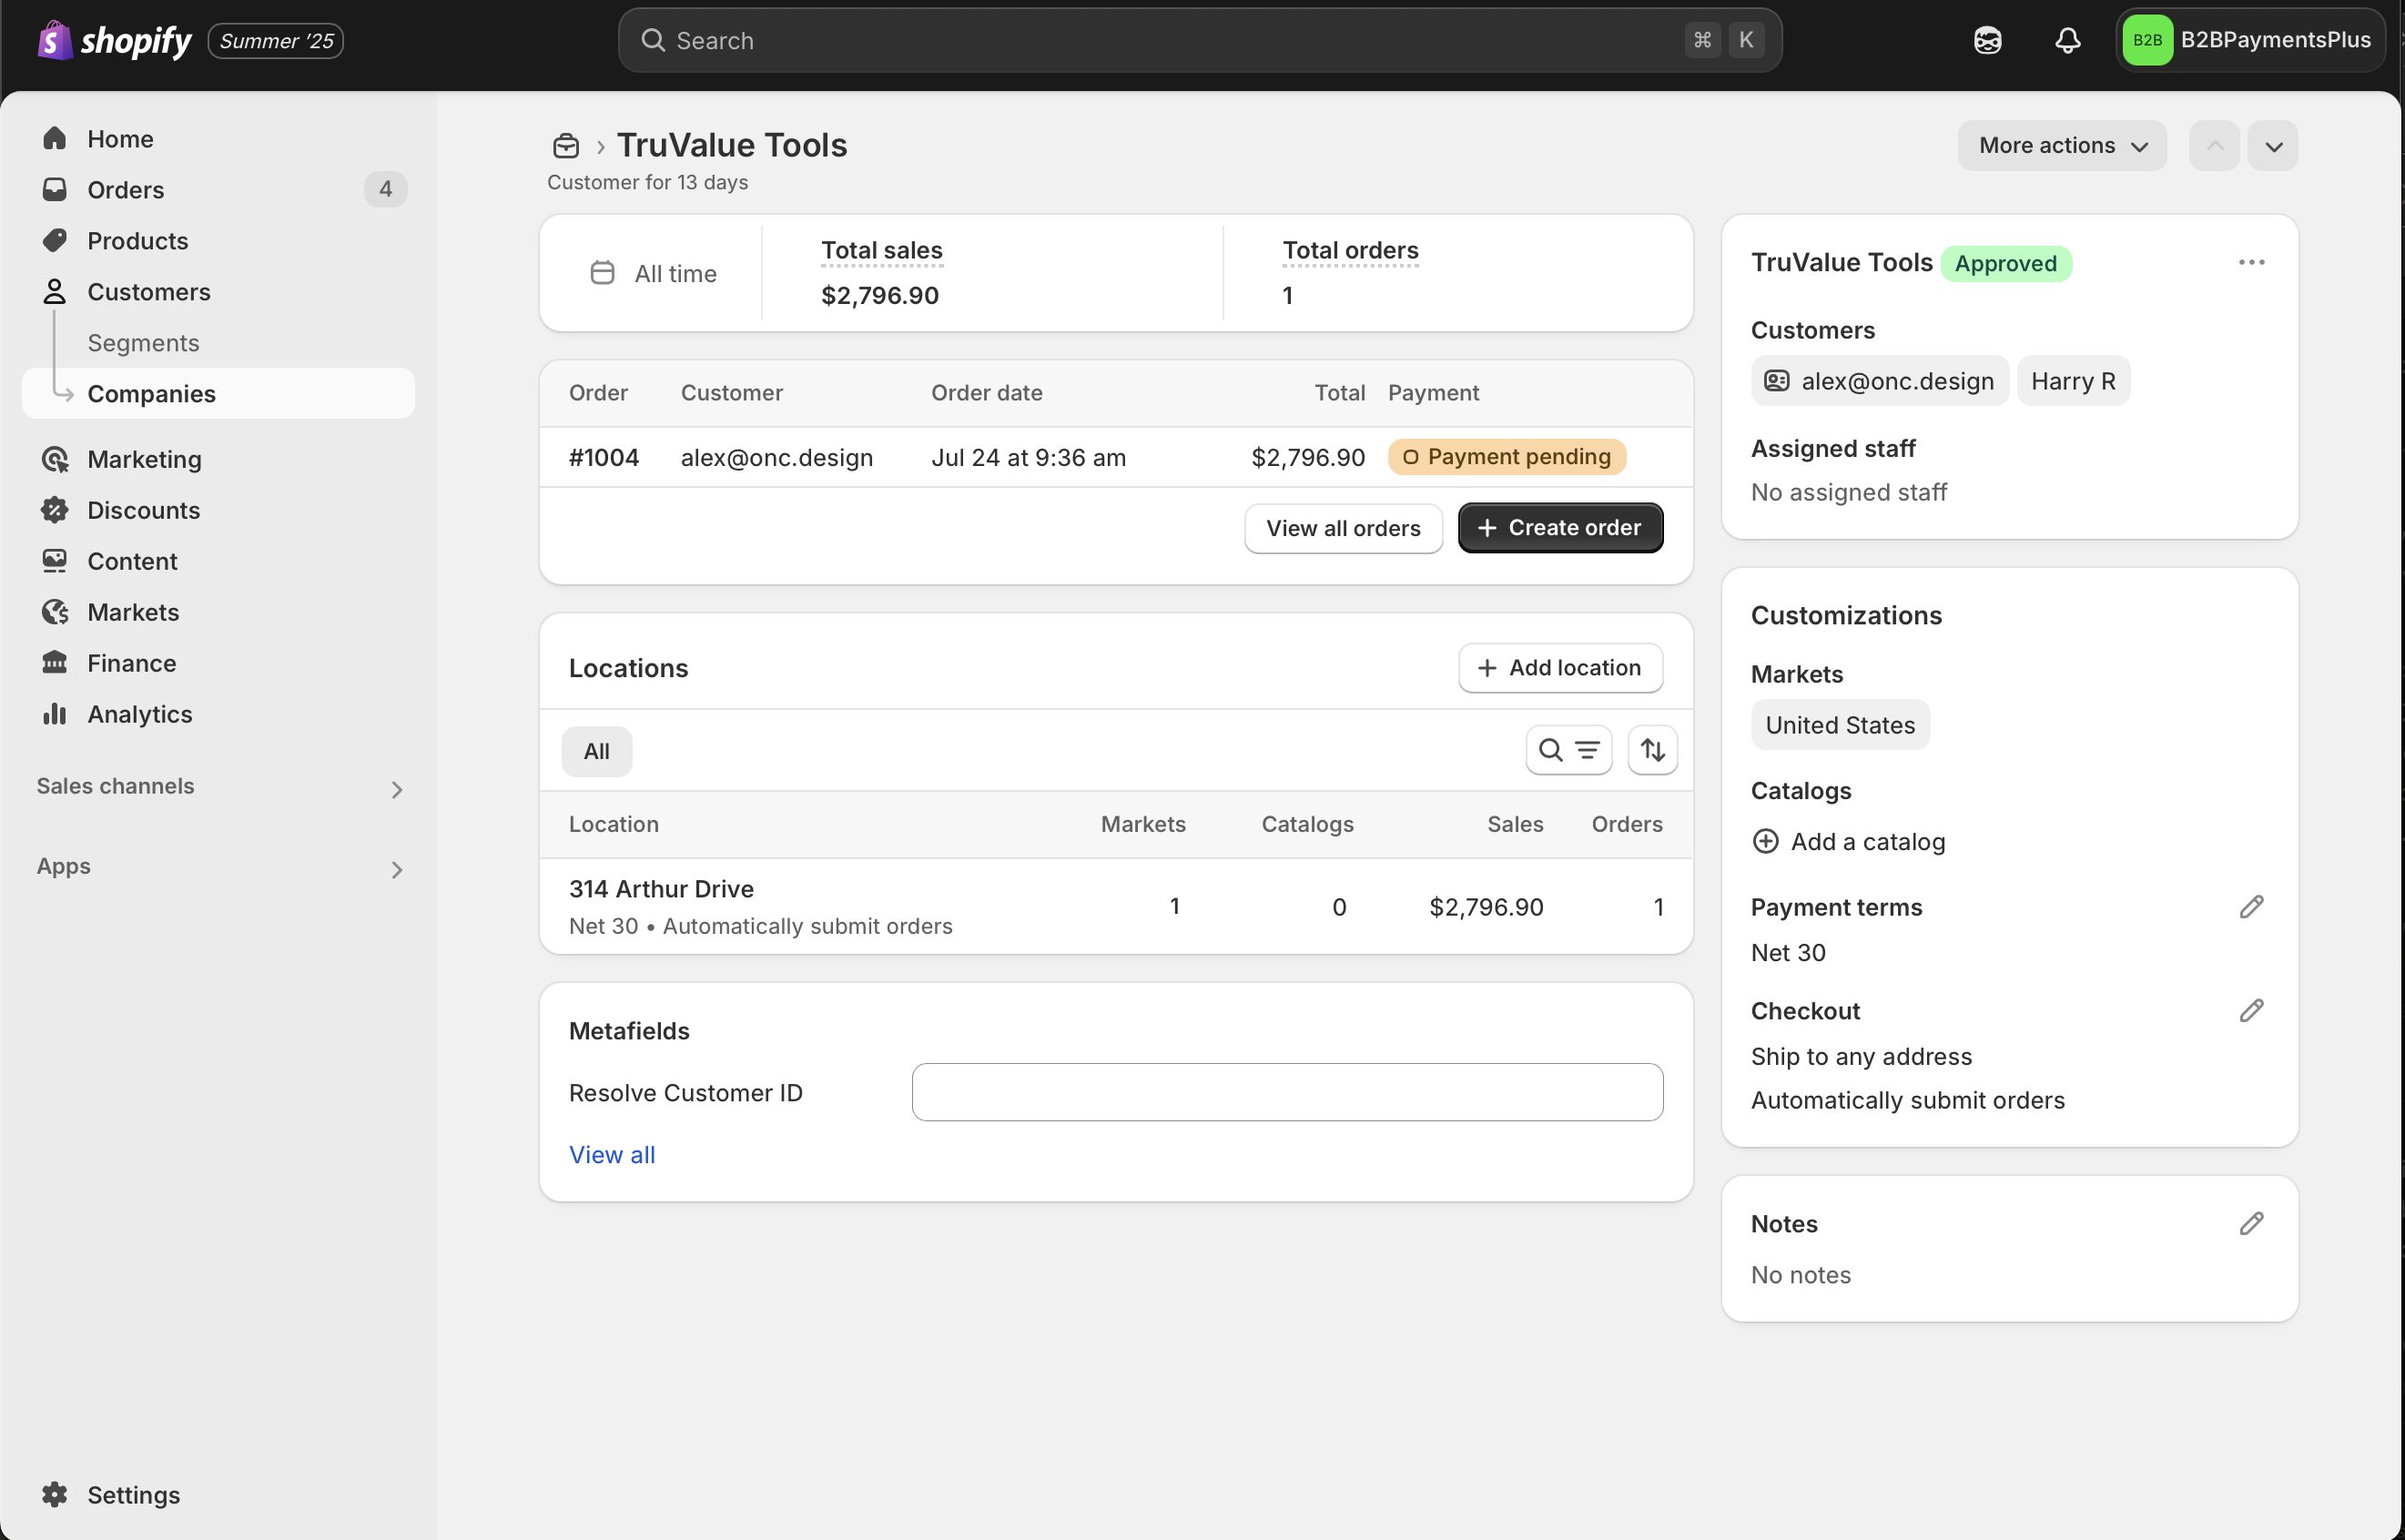 shopify Summer '25
Search
⌘ K
B2B B2BPaymentsPlus
Home
Orders 4
Products
Customers
Segments
Companies
Marketing
Discounts
Content
Markets
Finance
Analytics
Sales channels
Apps
Settings
TruValue Tools
Customer for 13 days
More actions
All time
Total sales
$2,796.90
Total orders
1
Order Customer Order date Total Payment
#1004 alex@onc.design Jul 24 at 9:36 am $2,796.90 Payment pending
View all orders + Create order
Locations + Add location
All
Location Markets Catalogs Sales Orders
314 Arthur Drive 1 0 $2,796.90 1
Net 30 • Automatically submit orders
Metafields
Resolve Customer ID
View all
TruValue Tools Approved
Customers
alex@onc.design Harry R
Assigned staff
No assigned staff
Customizations
Markets
United States
Catalogs
Add a catalog
Payment terms
Net 30
Checkout
Ship to any address
Automatically submit orders
Notes
No notes